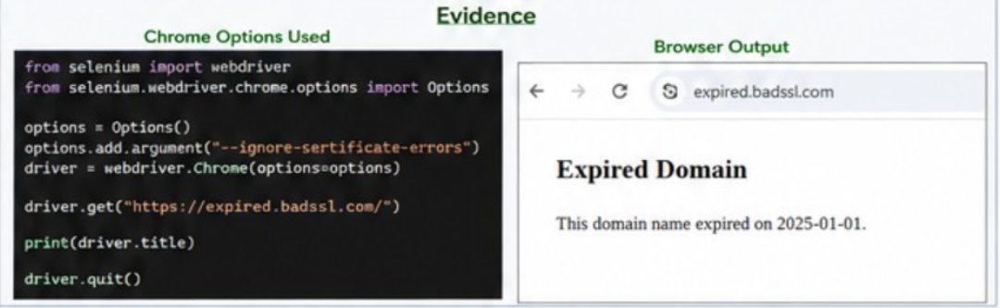 Evidence
Chrome Options Used
from selenium import webdriver
from selenium.webdriver.chrome.options import Options
options = Options()
options.add.argument("--ignore-sertificate-errors")
driver = webdriver.Chrome(options=options)
driver.get("https://expired.badssl.com/")
print(driver.title)
driver.quit()
Browser Output
expired.badssl.com
Expired Domain
This domain name expired on 2025-01-01.